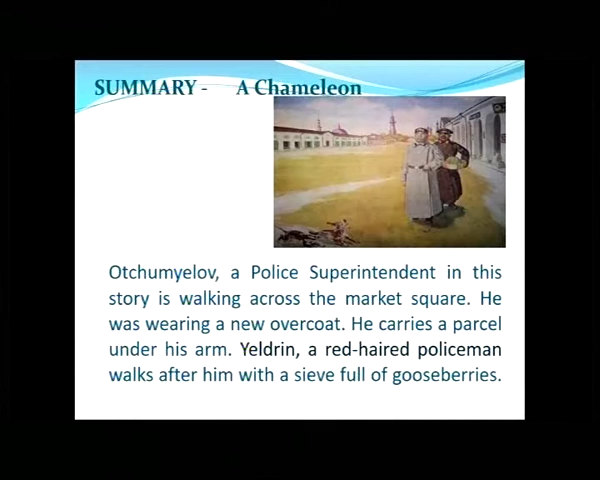 SUMMARY - A Chameleon
Otchumyelov, a Police Superintendent in this
story is walking across the market square. He
was wearing a new overcoat. He carries a parcel
under his arm. Yeldrin, a red-haired policeman
walks after him with a sieve full of gooseberries.